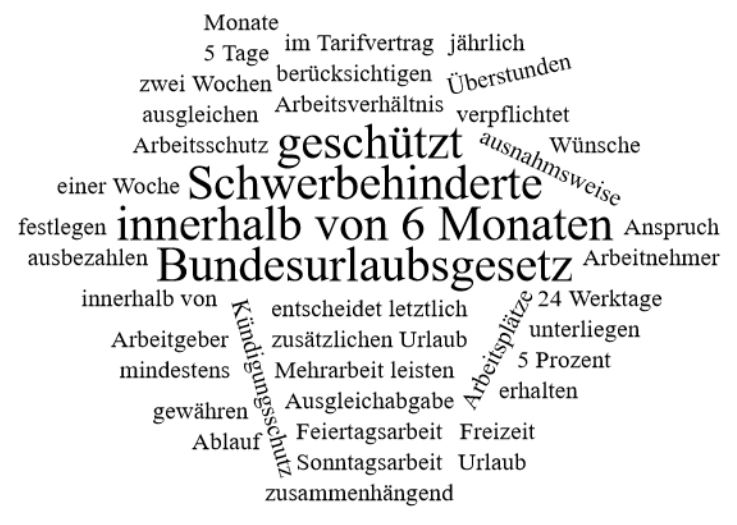 Monate
5 Tage im Tarifvertrag jährlich
zwei Wochen berücksichtigen Überstunden
ausgleichen Arbeitsverhältnis verpflichtet
Arbeitsschutz geschützt ausnahmsweise Wünsche
einer Woche Schwerbehinderte
festlegen innerhalb von 6 Monaten Anspruch
ausbezahlen Bundesurlaubsgesetz Arbeitnehmer
innerhalb von Kündigungsschutz entscheidet letztlich Arbeitsplätze 24 Werktage
Arbeitgeber zusätzlichen Urlaub unterliegen
mindestens Mehrarbeit leisten 5 Prozent
gewähren Ausgleichabgabe erhalten
Ablauf Feiertagsarbeit Freizeit
Sonntagsarbeit Urlaub
zusammenhängend